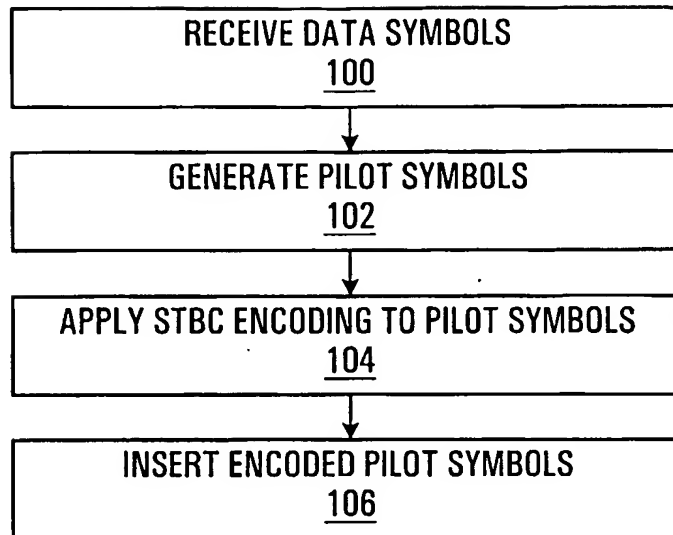 RECEIVE DATA SYMBOLS
100
GENERATE PILOT SYMBOLS
102
APPLY STBC ENCODING TO PILOT SYMBOLS
104
INSERT ENCODED PILOT SYMBOLS
106